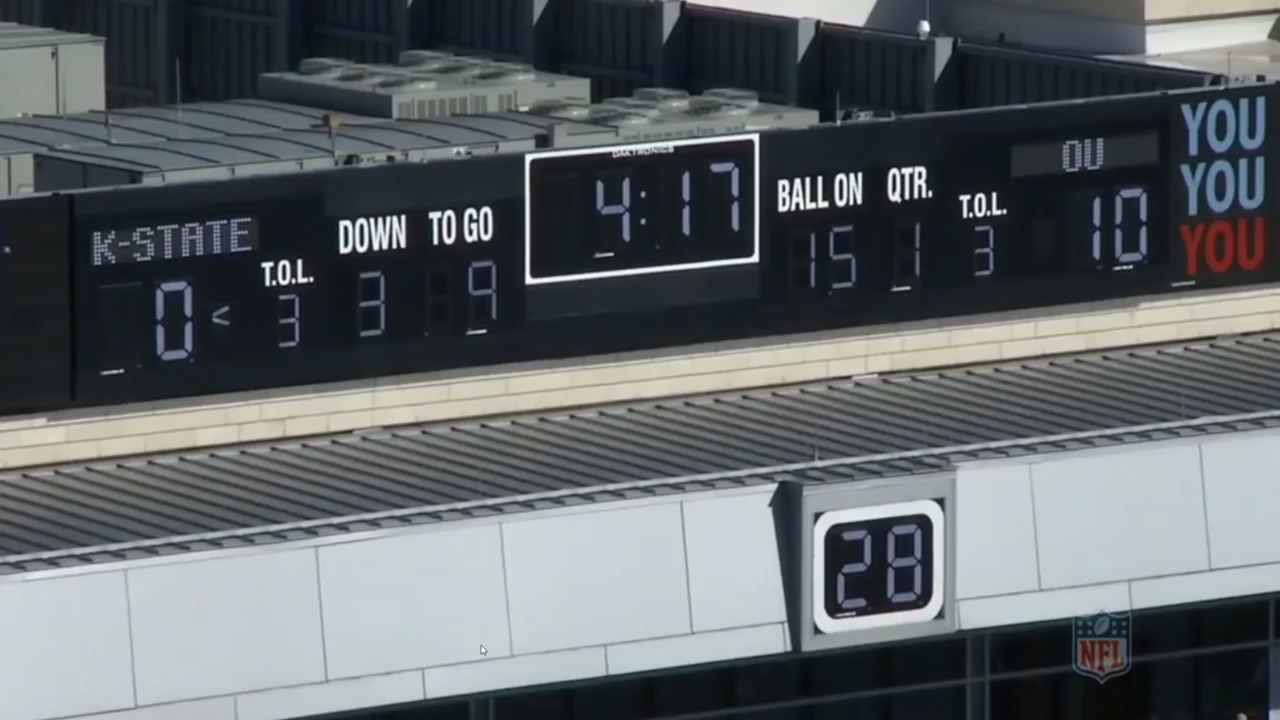 DAKTRONICS
K-STATE
DOWN
TO GO
4:17
BALL ON
QTR.
T.O.L.
OU
YOU
YOU
YOU
T.O.L.
0 <
3
3
9
15
1
3
10
28
NFL